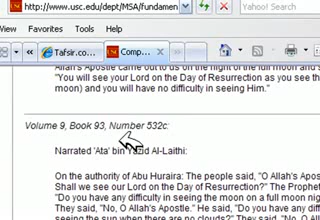 http://www.usc.edu/dept/MSA/fundamen
Yahoo! Search
View Favorites Tools Help
Tafsir.co... Comp...
Allah's Apostle came out to us on the night of the full moon and s
"You will see your Lord on the Day of Resurrection as you see th
moon) and you will have no difficulty in seeing Him."
Volume 9, Book 93, Number 532c:
Narrated 'Ata' bin Yazid Al-Laithi:
On the authority of Abu Huraira: The people said, "O Allah's Apostl
Shall we see our Lord on the Day of Resurrection?" The Prophet
"Do you have any difficulty in seeing the moon on a full moon nigh
They said, "No, O Allah's Apostle." He said, "Do you have any diff
seeing the sun when there are no clouds?" They said, "No, O All